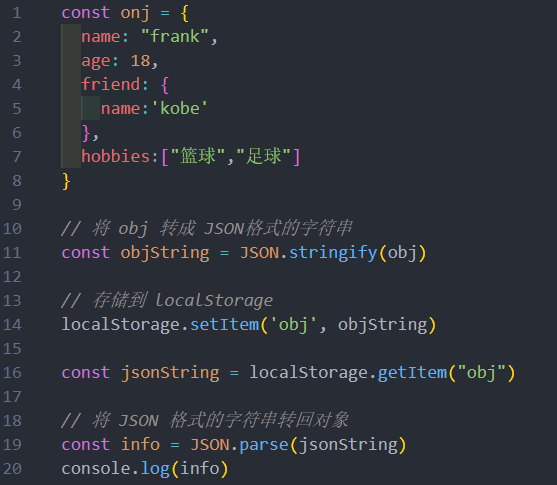 1 const onj = {
2   name: "frank",
3   age: 18,
4   friend: {
5     name:'kobe'
6   },
7   hobbies:["篮球","足球"]
8 }
9
10 // 将 obj 转成 JSON格式的字符串
11 const objString = JSON.stringify(obj)
12
13 // 存储到 localStorage
14 localStorage.setItem('obj', objString)
15
16 const jsonString = localStorage.getItem("obj")
17
18 // 将 JSON 格式的字符串转回对象
19 const info = JSON.parse(jsonString)
20 console.log(info)